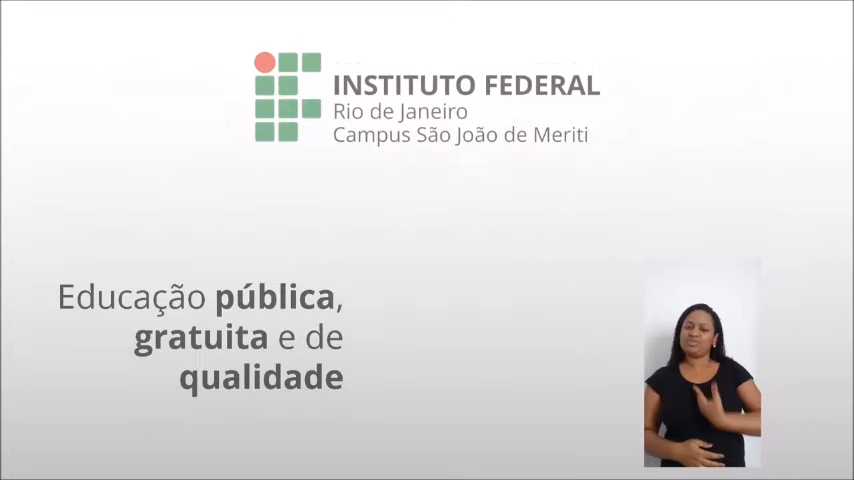 INSTITUTO FEDERAL
Rio de Janeiro
Campus São João de Meriti
Educação pública,
gratuita e de
qualidade